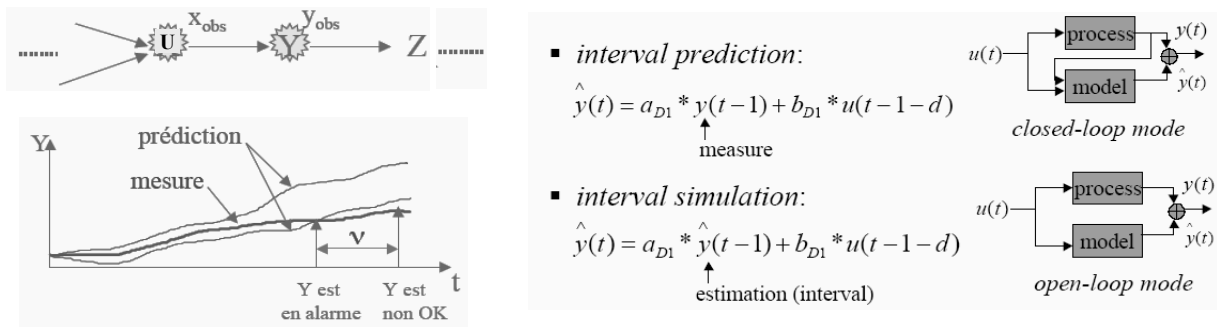 x_obs y_obs
U Y Z
Y
prédiction
mesure
ν
t
Y est
en alarme
Y est
non OK
▪ interval prediction:
ŷ(t) = a_D1 * y(t−1) + b_D1 * u(t−1−d)
measure
process
y(t)
u(t)
model
ŷ(t)
closed-loop mode
▪ interval simulation:
ŷ(t) = a_D1 * ŷ(t−1) + b_D1 * u(t−1−d)
estimation (interval)
process
y(t)
u(t)
model
ŷ(t)
open-loop mode